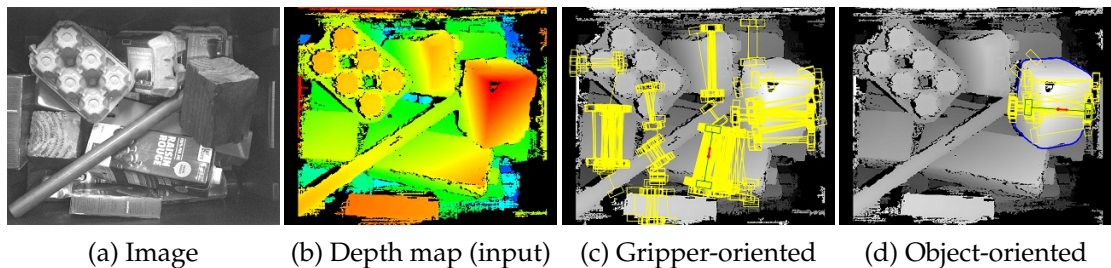 RAISIN
ROUGE
(a) Image
(b) Depth map (input)
(c) Gripper-oriented
(d) Object-oriented